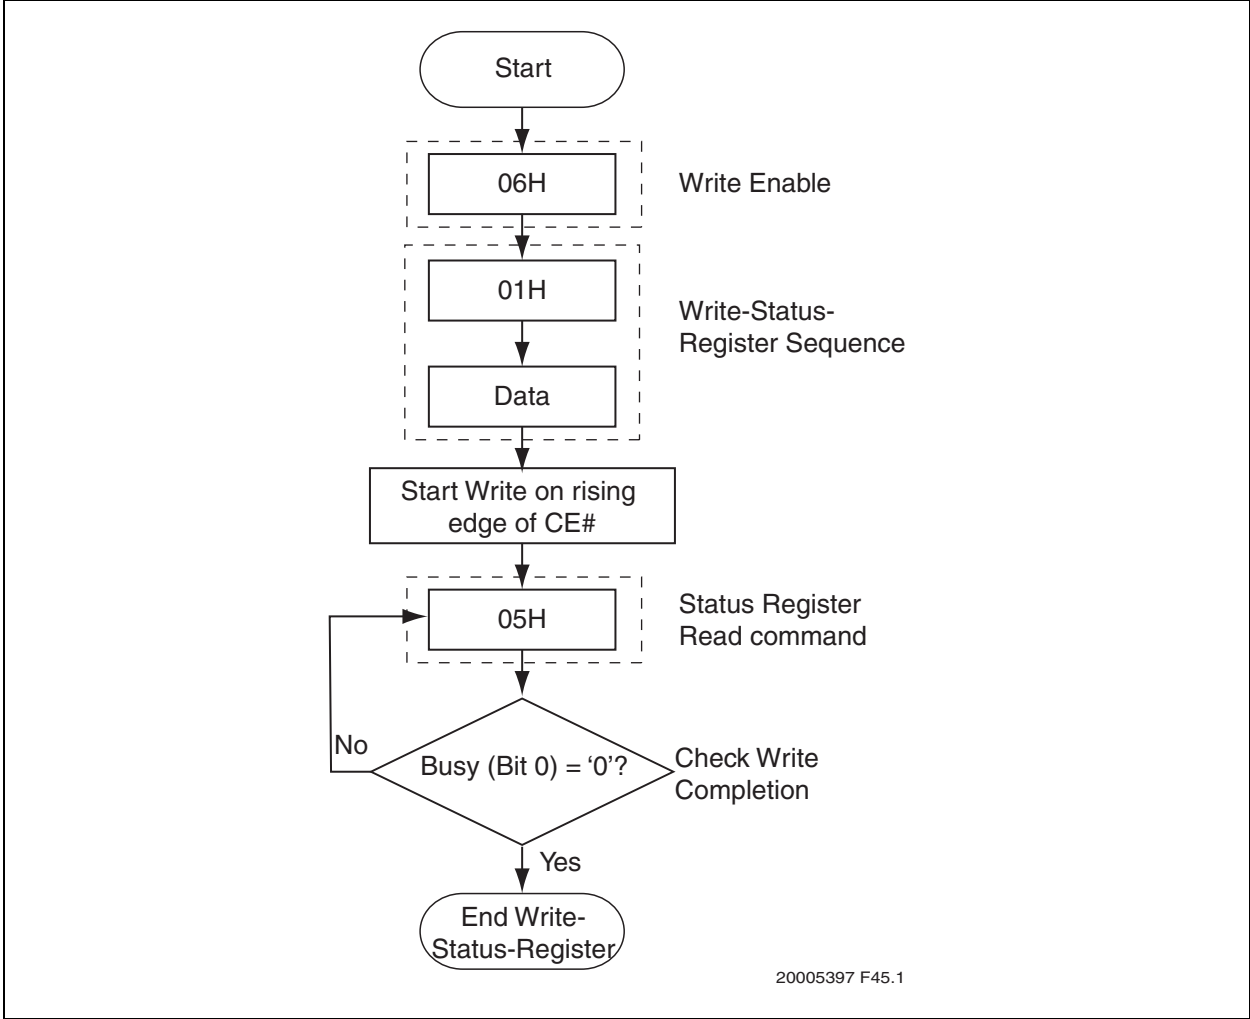 Start
06H
Write Enable
01H
Write-Status-
Register Sequence
Data
Start Write on rising
edge of CE#
05H
Status Register
Read command
No
Busy (Bit 0) = ‘0’?
Check Write
Completion
Yes
End Write-
Status-Register
20005397 F45.1